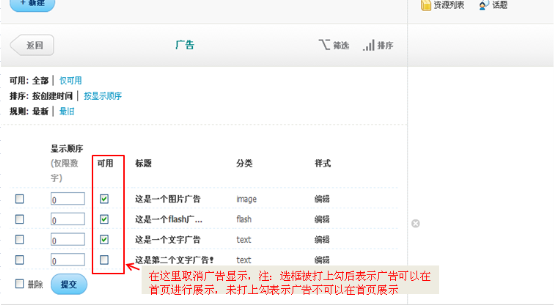 + 新建
资源列表 话题
返回 广告 筛选 排序
可用: 全部 | 仅可用
排序: 按创建时间 | 按显示顺序
规则: 最新 | 最旧
显示顺序
(仅限数
字)
可用 标题 分类 样式
0 这是一个图片广告 image 编辑
0 这是一个flash广... flash 编辑
0 这是一个文字广告 text 编辑
0 这是第二个文字广告! text 编辑
删除 提交
在这里取消广告显示，注：选框被打上勾后表示广告可以在
首页进行展示，未打上勾表示广告不可以在首页展示